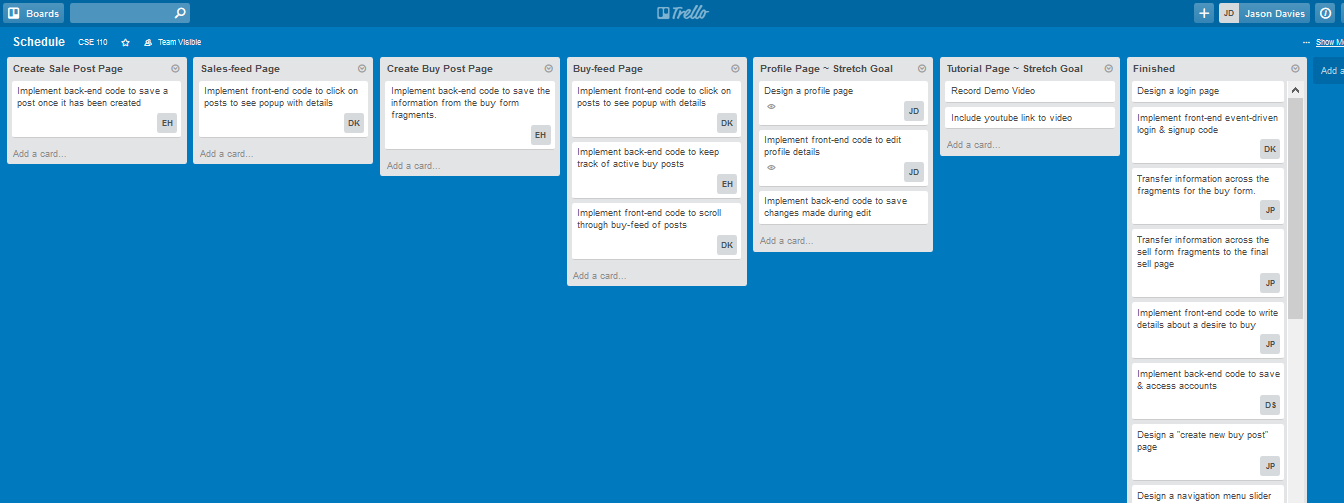 Boards
Trello
JD Jason Davies
Schedule CSE 110 Team Visible
... Show M
Create Sale Post Page
Implement back-end code to save a
post once it has been created
EH
Add a card...
Sales-feed Page
Implement front-end code to click on
posts to see popup with details
DK
Add a card...
Create Buy Post Page
Implement back-end code to save the
information from the buy form
fragments.
EH
Add a card...
Buy-feed Page
Implement front-end code to click on
posts to see popup with details
DK
Implement back-end code to keep
track of active buy posts
EH
Implement front-end code to scroll
through buy-feed of posts
DK
Add a card...
Profile Page ~ Stretch Goal
Design a profile page
JD
Implement front-end code to edit
profile details
JD
Implement back-end code to save
changes made during edit
Add a card...
Tutorial Page ~ Stretch Goal
Record Demo Video
Include youtube link to video
Add a card...
Finished
Design a login page
Implement front-end event-driven
login & signup code
DK
Transfer information across the
fragments for the buy form.
JP
Transfer information across the
sell form fragments to the final
sell page
JP
Implement front-end code to write
details about a desire to buy
JP
Implement back-end code to save
& access accounts
D$
Design a "create new buy post"
page
JP
Design a navigation menu slider
Add a